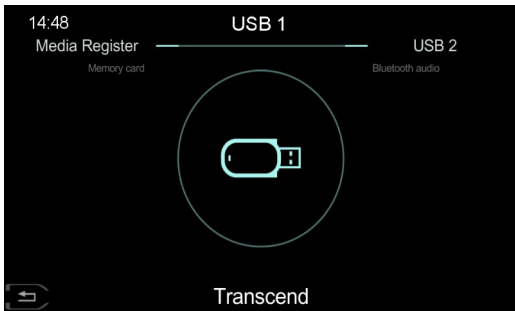 14:48
USB 1
Media Register
USB 2
Memory card
Bluetooth audio
Transcend